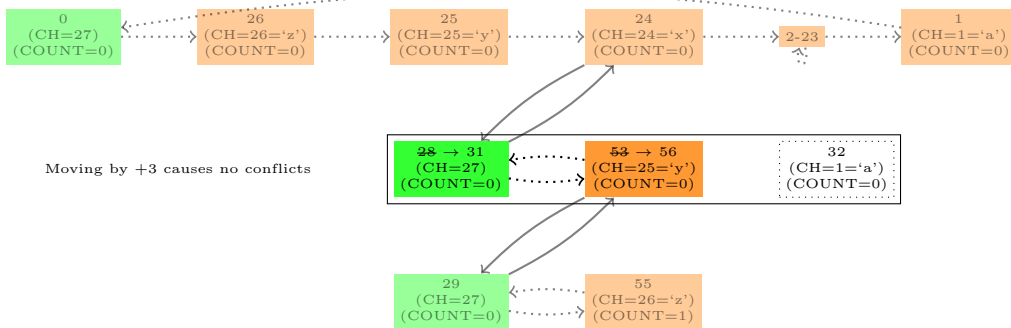 0
(CH=27)
(COUNT=0)
26
(CH=26=‘z’)
(COUNT=0)
25
(CH=25=‘y’)
(COUNT=0)
24
(CH=24=‘x’)
(COUNT=0)
2-23
1
(CH=1=‘a’)
(COUNT=0)
Moving by +3 causes no conflicts
28 → 31
(CH=27)
(COUNT=0)
53 → 56
(CH=25=‘y’)
(COUNT=0)
32
(CH=1=‘a’)
(COUNT=0)
29
(CH=27)
(COUNT=0)
55
(CH=26=‘z’)
(COUNT=1)